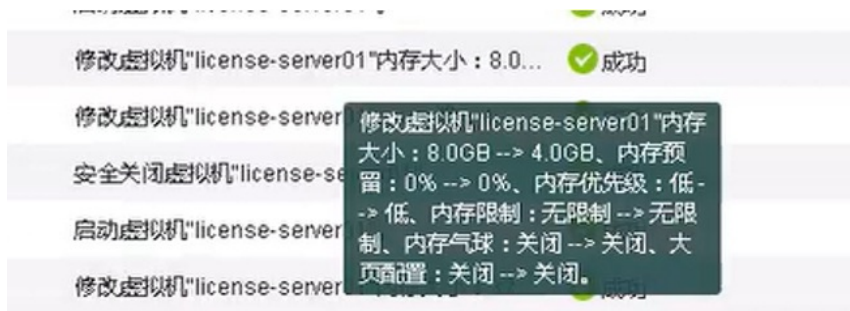 修改虚拟机"license-server01"内存大小：8.0... 成功
修改虚拟机"license-server
安全关闭虚拟机"license-se
启动虚拟机"license-server
修改虚拟机"license-server
成功
修改虚拟机"license-server01"内存
大小：8.0GB --> 4.0GB、内存预
留：0% --> 0%、内存优先级：低-
-> 低、内存限制：无限制 --> 无限
制、内存气球：关闭 --> 关闭、大
页配置：关闭 --> 关闭。